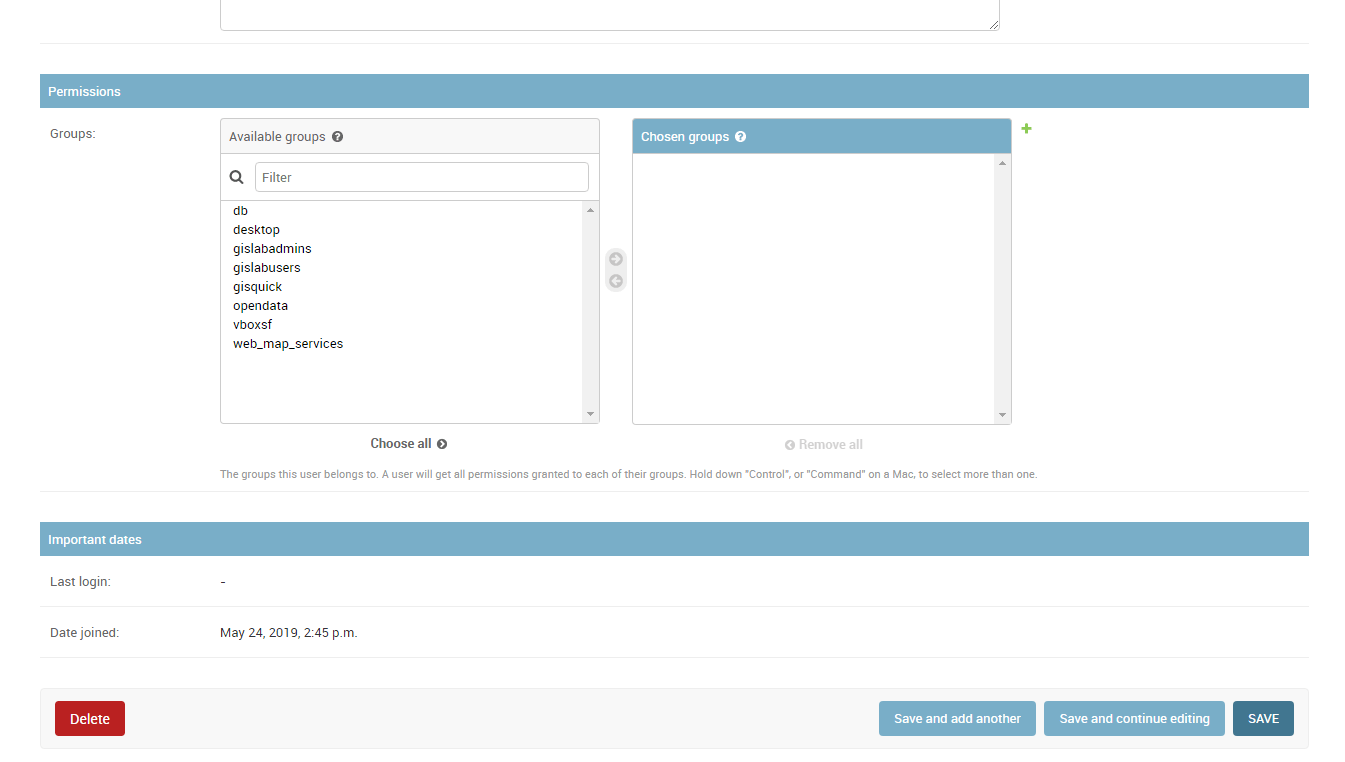 Permissions
Groups:
Available groups
Chosen groups
Filter
db
desktop
gislabadmins
gislabusers
gisquick
opendata
vboxsf
web_map_services
Choose all
Remove all
The groups this user belongs to. A user will get all permissions granted to each of their groups. Hold down "Control", or "Command" on a Mac, to select more than one.
Important dates
Last login: -
Date joined: May 24, 2019, 2:45 p.m.
Delete
Save and add another
Save and continue editing
SAVE